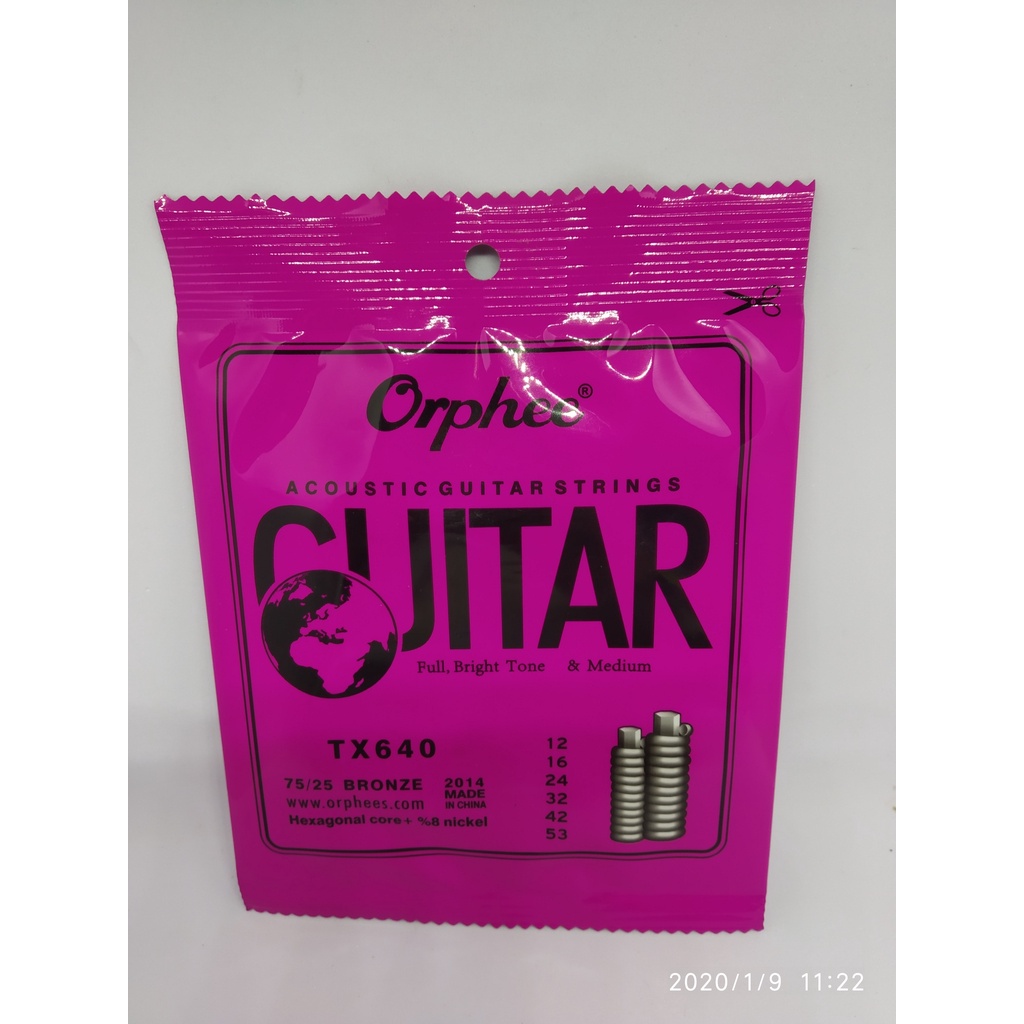 Orphee®
ACOUSTIC GUITAR STRINGS
GUITAR
Full, Bright Tone & Medium
TX640
75/25 BRONZE
www.orphees.com
2014
MADE
IN CHINA
Hexagonal core+ %8 nickel
12
16
24
32
42
53
2020/1/9 11:22